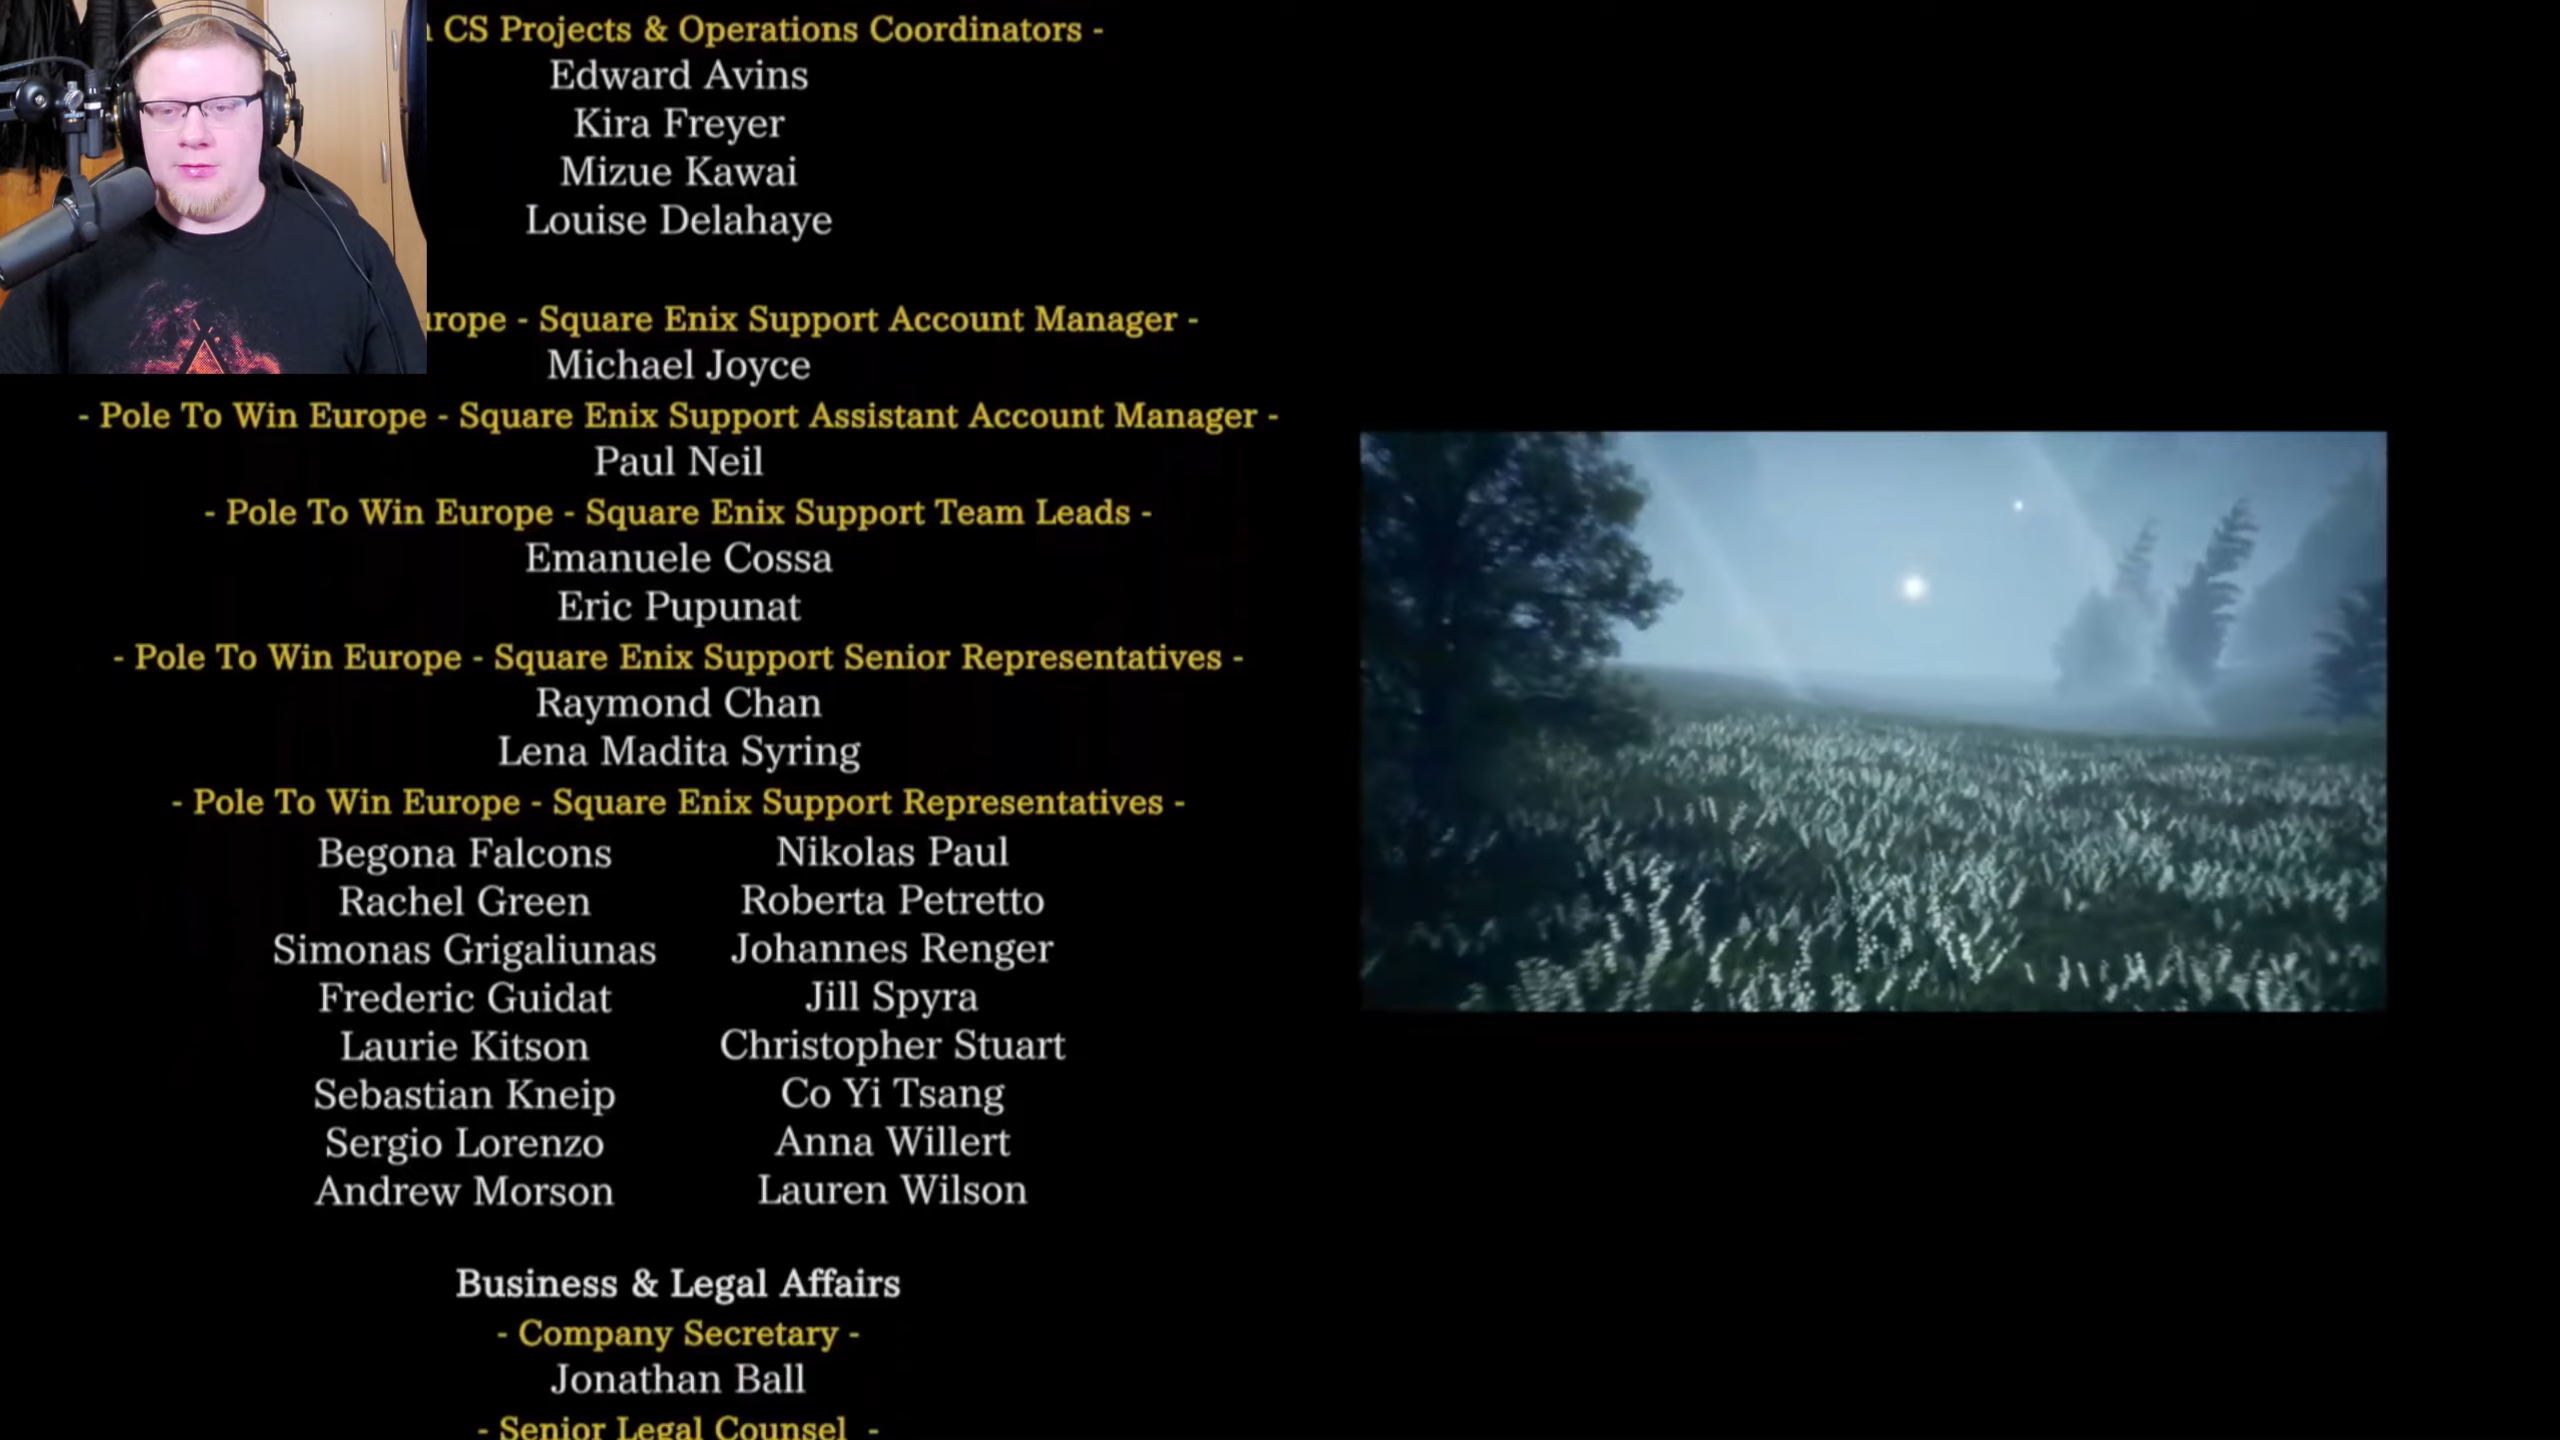 CS Projects & Operations Coordinators -
Edward Avins
Kira Freyer
Mizue Kawai
Louise Delahaye
- Square Enix Support Account Manager -
Michael Joyce
- Pole To Win Europe - Square Enix Support Assistant Account Manager -
Paul Neil
- Pole To Win Europe - Square Enix Support Team Leads -
Emanuele Cossa
Eric Pupunat
- Pole To Win Europe - Square Enix Support Senior Representatives -
Raymond Chan
Lena Madita Syring
- Pole To Win Europe - Square Enix Support Representatives -
Begona Falcons
Rachel Green
Simonas Grigaliunas
Frederic Guidat
Laurie Kitson
Sebastian Kneip
Sergio Lorenzo
Andrew Morson
Nikolas Paul
Roberta Petretto
Johannes Renger
Jill Spyra
Christopher Stuart
Co Yi Tsang
Anna Willert
Lauren Wilson
Business & Legal Affairs
- Company Secretary -
Jonathan Ball
- Senior Legal Counsel -